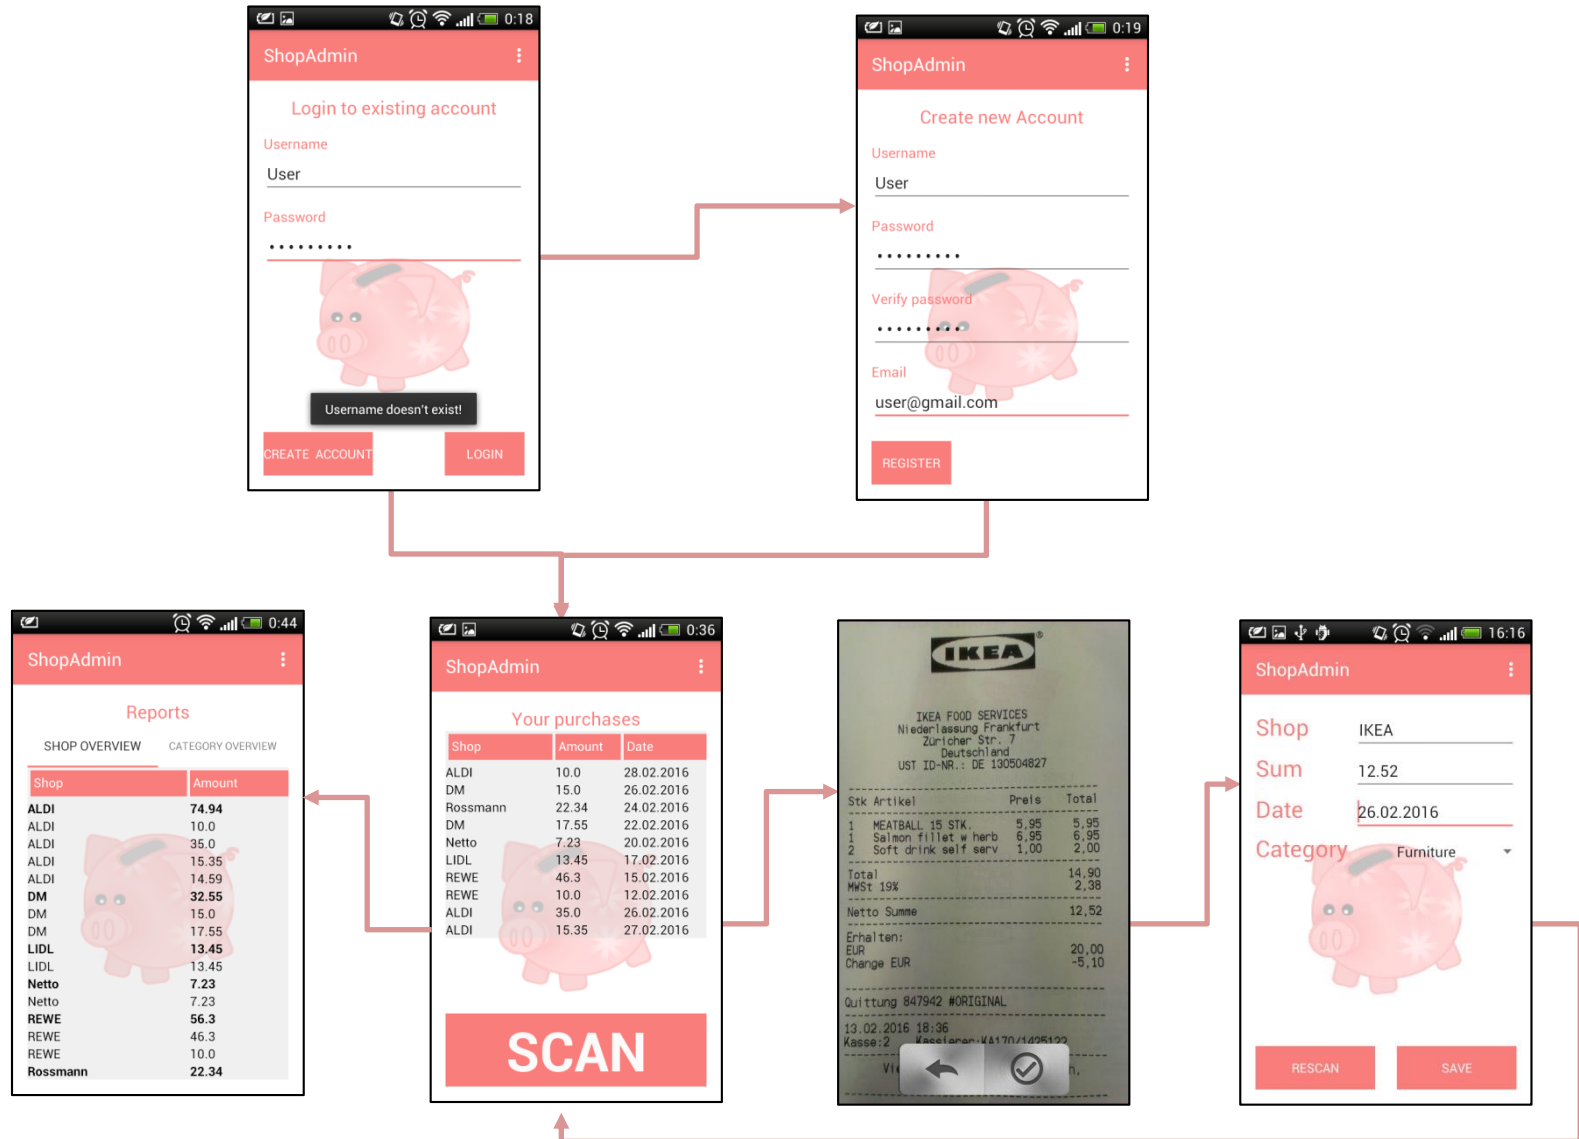 0:18
ShopAdmin
Login to existing account
Username
User
Password
Username doesn't exist!
CREATE ACCOUNT
LOGIN
0:19
ShopAdmin
Create new Account
Username
User
Password
Verify password
Email
user@gmail.com
REGISTER
0:44
ShopAdmin
Reports
SHOP OVERVIEW CATEGORY OVERVIEW
Shop Amount
ALDI 74.94
ALDI 10.0
ALDI 35.0
ALDI 15.35
ALDI 14.59
DM 32.55
DM 15.0
DM 17.55
LIDL 13.45
LIDL 13.45
Netto 7.23
Netto 7.23
REWE 56.3
REWE 46.3
REWE 10.0
Rossmann 22.34
0:36
ShopAdmin
Your purchases
Shop Amount Date
ALDI 10.0 28.02.2016
DM 15.0 26.02.2016
Rossmann 22.34 24.02.2016
DM 17.55 22.02.2016
Netto 7.23 20.02.2016
LIDL 13.45 17.02.2016
REWE 46.3 15.02.2016
REWE 10.0 12.02.2016
ALDI 35.0 26.02.2016
ALDI 15.35 27.02.2016
SCAN
IKEA®
IKEA FOOD SERVICES
Niederlassung Frankfurt
Züricher Str. 7
Deutschland
UST ID-NR.: DE 130504827
Stk Artikel Preis Total
1 MEATBALL 15 STK. 5,95 5,95
1 Salmon fillet w herb 6,95 6,95
2 Soft drink self serv 1,00 2,00
Total 14,90
MWSt 19% 2,38
Netto Summe 12,52
Erhalten:
EUR 20,00
Change EUR -5,10
Quittung 847942 #ORIGINAL
13.02.2016 18:36
Kasse:2 Kassierer:KA170/1425122
16:16
ShopAdmin
Shop IKEA
Sum 12.52
Date 26.02.2016
Category Furniture
RESCAN
SAVE